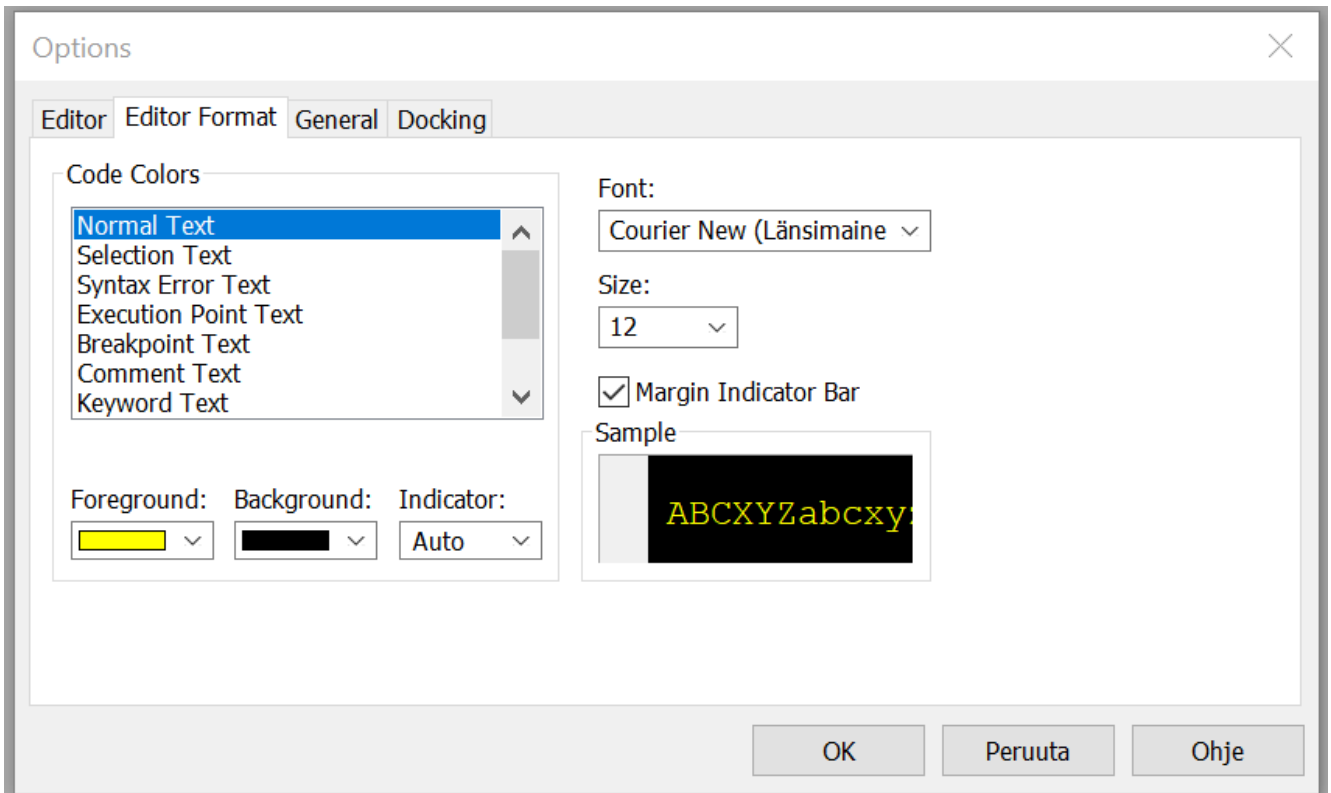 Options
Editor Editor Format General Docking
Code Colors
Normal Text
Selection Text
Syntax Error Text
Execution Point Text
Breakpoint Text
Comment Text
Keyword Text
Foreground: Background: Indicator:
Auto
Font:
Courier New (Länsimaine
Size:
12
Margin Indicator Bar
Sample
ABCXYZabcxyz
OK Peruuta Ohje